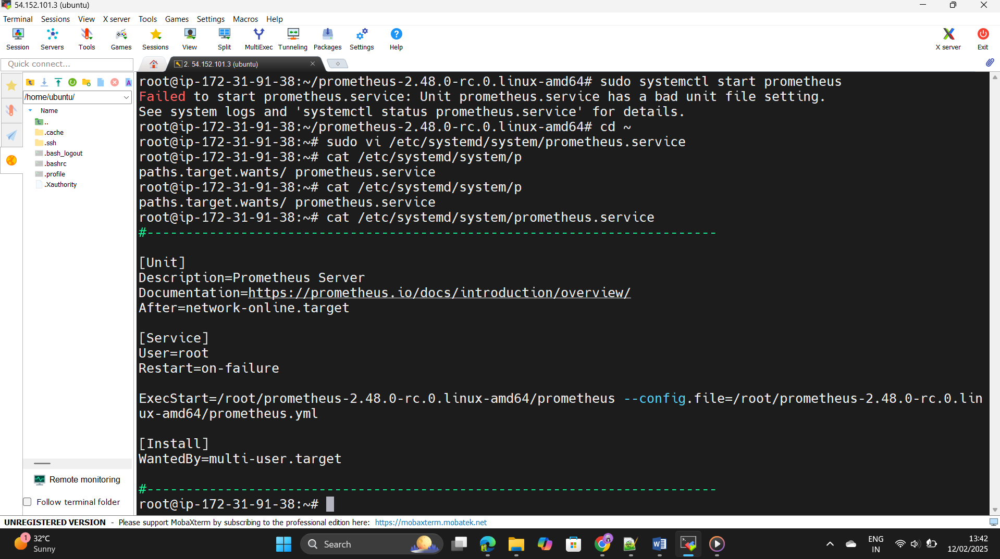 54.152.101.3 (ubuntu)
Terminal Sessions View X server Tools Games Settings Macros Help
Session Servers Tools Games Sessions View Split MultiExec Tunneling Packages Settings Help X server Exit
Quick connect...
2. 54.152.101.3 (ubuntu)
/home/ubuntu/
Name
..
.cache
.ssh
.bash_logout
.bashrc
.profile
.Xauthority
Remote monitoring
Follow terminal folder
root@ip-172-31-91-38:~/prometheus-2.48.0-rc.0.linux-amd64# sudo systemctl start prometheus
Failed to start prometheus.service: Unit prometheus.service has a bad unit file setting.
See system logs and 'systemctl status prometheus.service' for details.
root@ip-172-31-91-38:~/prometheus-2.48.0-rc.0.linux-amd64# cd ~
root@ip-172-31-91-38:~# sudo vi /etc/systemd/system/prometheus.service
root@ip-172-31-91-38:~# cat /etc/systemd/system/p
paths.target.wants/ prometheus.service
root@ip-172-31-91-38:~# cat /etc/systemd/system/p
paths.target.wants/ prometheus.service
root@ip-172-31-91-38:~# cat /etc/systemd/system/prometheus.service
#-------------------------------------------------------------------------
[Unit]
Description=Prometheus Server
Documentation=https://prometheus.io/docs/introduction/overview/
After=network-online.target
[Service]
User=root
Restart=on-failure
ExecStart=/root/prometheus-2.48.0-rc.0.linux-amd64/prometheus --config.file=/root/prometheus-2.48.0-rc.0.lin
ux-amd64/prometheus.yml
[Install]
WantedBy=multi-user.target
#-------------------------------------------------------------------------
root@ip-172-31-91-38:~#
UNREGISTERED VERSION - Please support MobaXterm by subscribing to the professional edition here: https://mobaxterm.mobatek.net
1
32°C
Sunny
Search
ENG
IN
13:42
12/02/2025